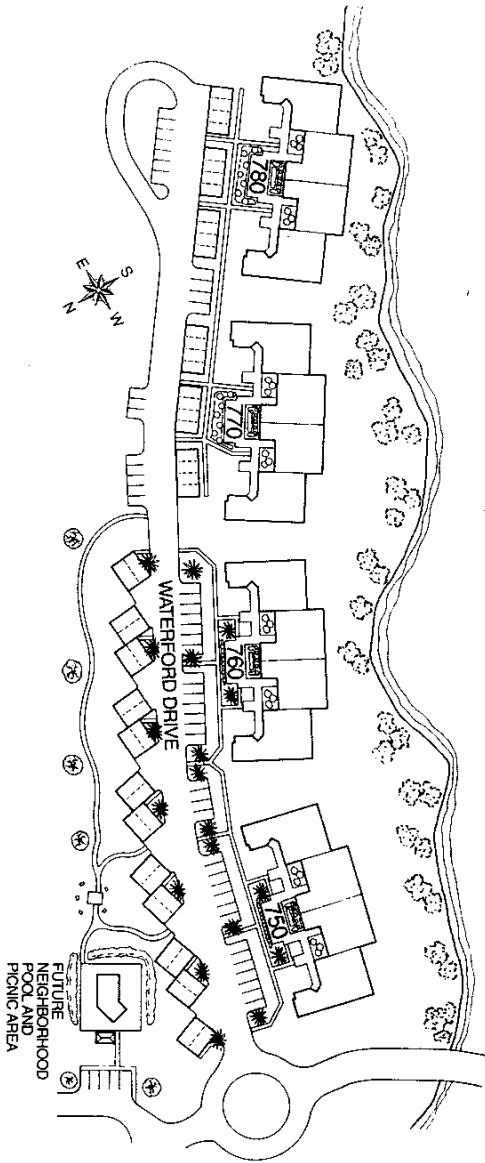 780
S
E
W
N
770
WATERFORD DRIVE
760
750
FUTURE
NEIGHBORHOOD
POOL AND
PICNIC AREA